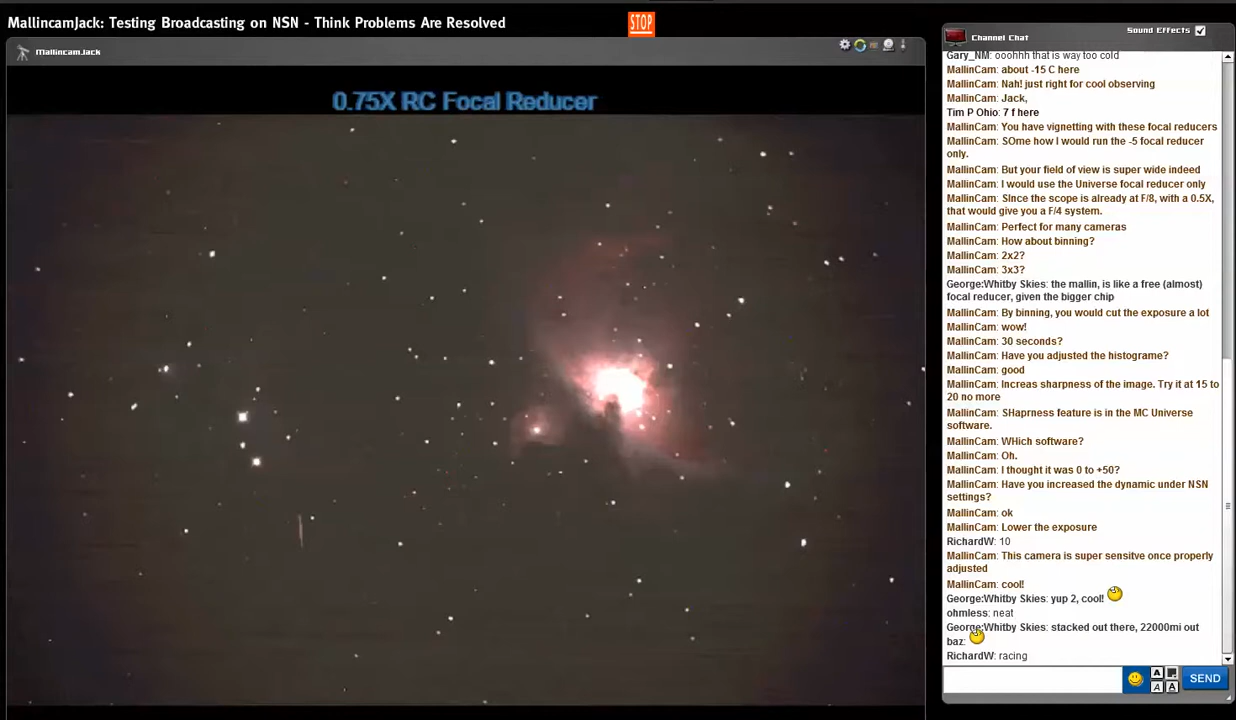 MallincamJack: Testing Broadcasting on NSN - Think Problems Are Resolved
STOP
MallincamJack
0.75X RC Focal Reducer
Sound Effects
Channel Chat
Gary_NM: ooohhh that is way too cold
MallinCam: about -15 C here
MallinCam: Nah! just right for cool observing
MallinCam: Jack,
Tim P Ohio: 7 f here
MallinCam: You have vignetting with these focal reducers
MallinCam: SOme how I would run the -5 focal reducer
only.
MallinCam: But your field of view is super wide indeed
MallinCam: I would use the Universe focal reducer only
MallinCam: SInce the scope is already at F/8, with a 0.5X,
that would give you a F/4 system.
MallinCam: Perfect for many cameras
MallinCam: How about binning?
MallinCam: 2x2?
MallinCam: 3x3?
George:Whitby Skies: the mallin, is like a free (almost)
focal reducer, given the bigger chip
MallinCam: By binning, you would cut the exposure a lot
MallinCam: wow!
MallinCam: 30 seconds?
MallinCam: Have you adjusted the histograme?
MallinCam: good
MallinCam: Increas sharpness of the image. Try it at 15 to
20 no more
MallinCam: SHaprness feature is in the MC Universe
software.
MallinCam: WHich software?
MallinCam: Oh.
MallinCam: I thought it was 0 to +50?
MallinCam: Have you increased the dynamic under NSN
settings?
MallinCam: ok
MallinCam: Lower the exposure
RichardW: 10
MallinCam: This camera is super sensitve once properly
adjusted
MallinCam: cool!
George:Whitby Skies: yup 2, cool!
ohmless: neat
George:Whitby Skies: stacked out there, 22000mi out
baz:
RichardW: racing
A
A A
SEND